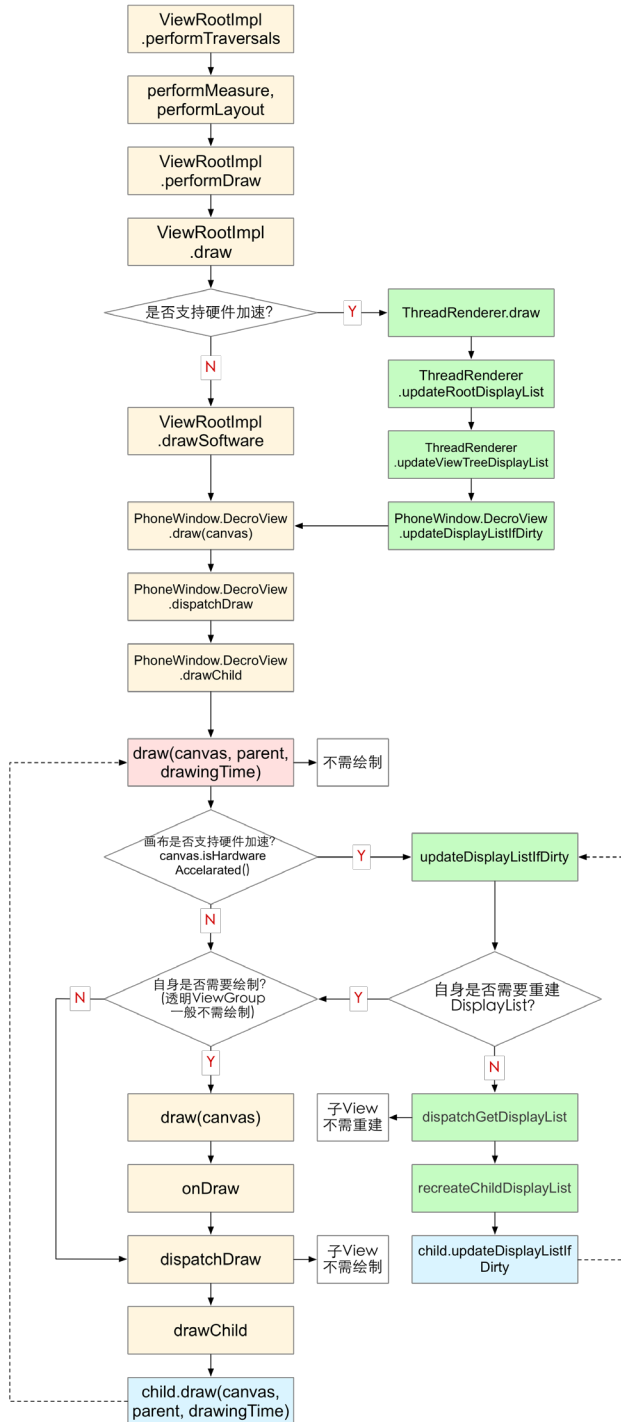 ViewRootImpl
.performTraversals
performMeasure,
performLayout
ViewRootImpl
.performDraw
ViewRootImpl
.draw
是否支持硬件加速?
Y
ThreadRenderer.draw
N
ThreadRenderer
.updateRootDisplayList
ViewRootImpl
.drawSoftware
ThreadRenderer
.updateViewTreeDisplayList
PhoneWindow.DecroView
.draw(canvas)
PhoneWindow.DecroView
.updateDisplayListIfDirty
PhoneWindow.DecroView
.dispatchDraw
PhoneWindow.DecroView
.drawChild
draw(canvas, parent,
drawingTime)
不需绘制
画布是否支持硬件加速?
canvas.isHardware
Accelarated()
Y
updateDisplayListIfDirty
N
自身是否需要绘制?
(透明ViewGroup
一般不需绘制)
N
Y
自身是否需要重建
DisplayList?
Y
N
draw(canvas)
子View
不需重建
dispatchGetDisplayList
onDraw
recreateChildDisplayList
dispatchDraw
子View
不需绘制
child.updateDisplayListIf
Dirty
drawChild
child.draw(canvas,
parent, drawingTime)